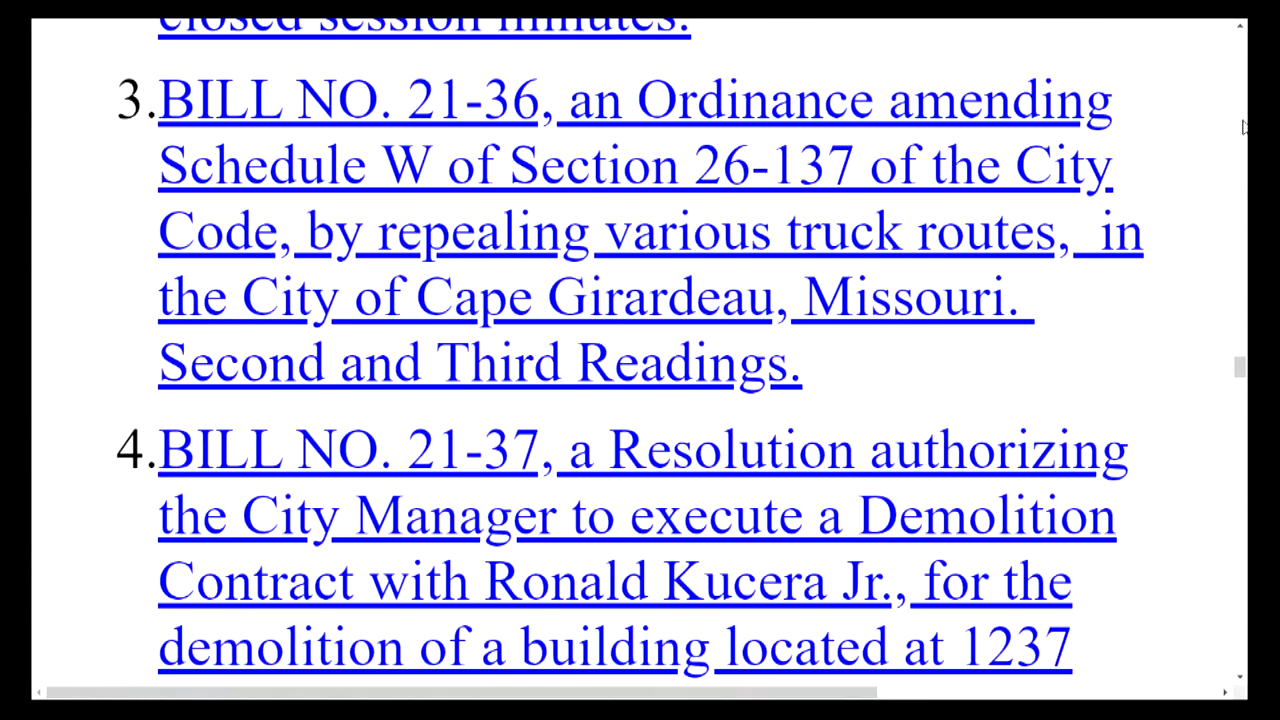 closed session minutes.
3.BILL NO. 21-36, an Ordinance amending
Schedule W of Section 26-137 of the City
Code, by repealing various truck routes,  in
the City of Cape Girardeau, Missouri.
Second and Third Readings.
4.BILL NO. 21-37, a Resolution authorizing
the City Manager to execute a Demolition
Contract with Ronald Kucera Jr., for the
demolition of a building located at 1237